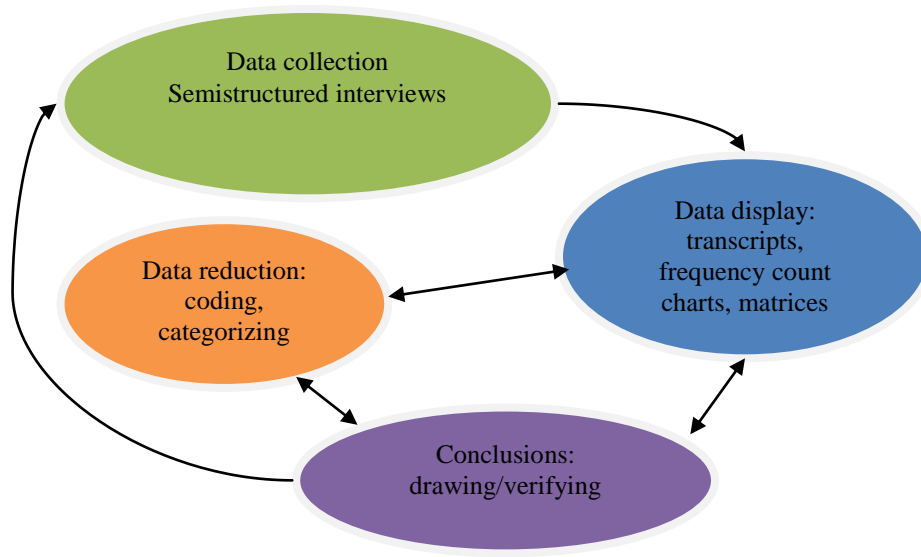 Data collection
Semistructured interviews
Data display:
transcripts,
frequency count
charts, matrices
Data reduction:
coding,
categorizing
Conclusions:
drawing/verifying